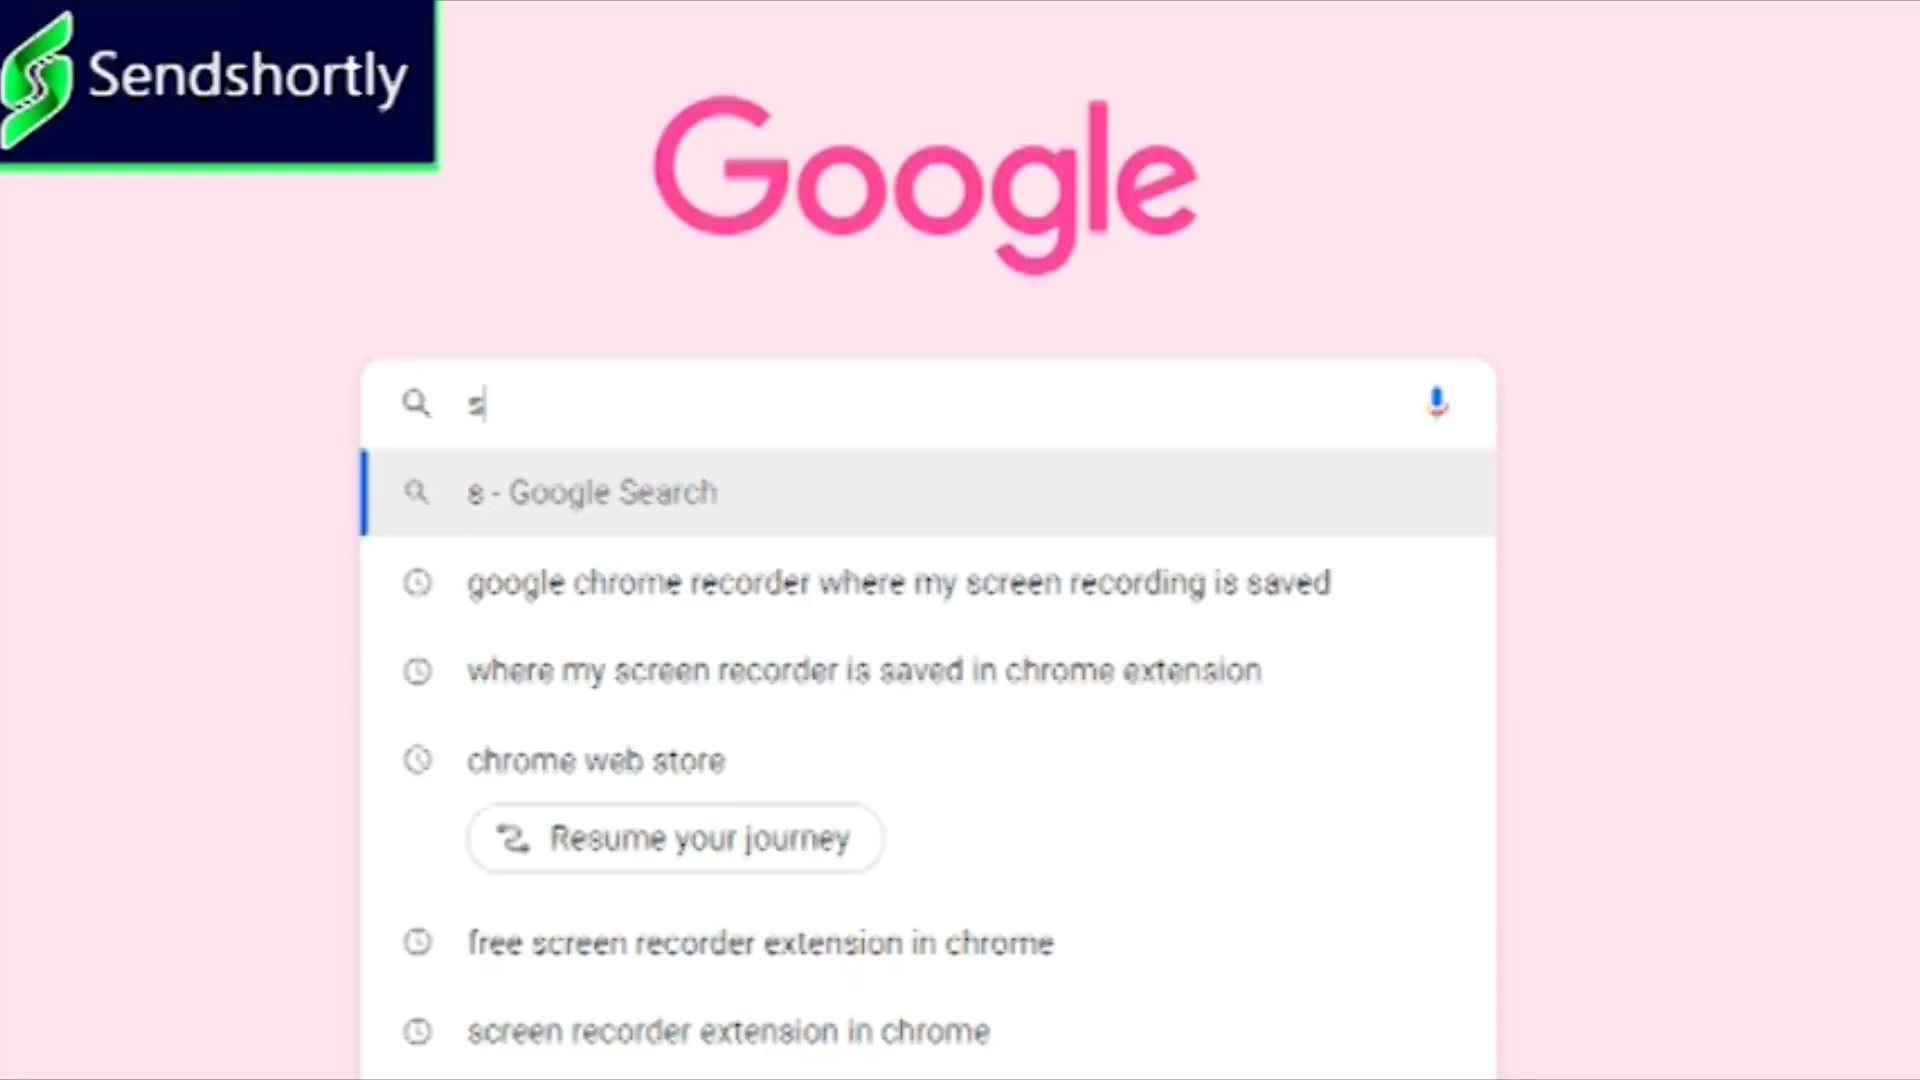 Sendshortly
Google
s
s - Google Search
google chrome recorder where my screen recording is saved
where my screen recorder is saved in chrome extension
chrome web store
Resume your journey
free screen recorder extension in chrome
screen recorder extension in chrome